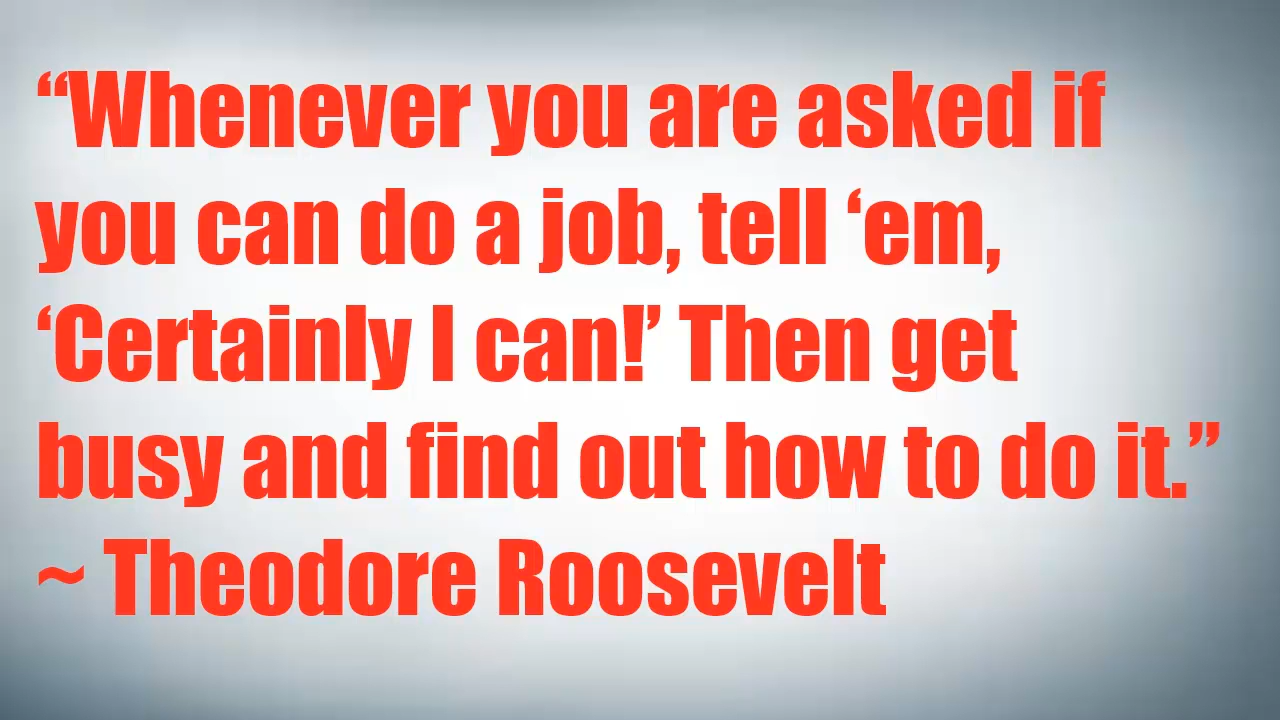 “Whenever you are asked if
you can do a job, tell ‘em,
‘Certainly I can!’ Then get
busy and find out how to do it.”
~ Theodore Roosevelt